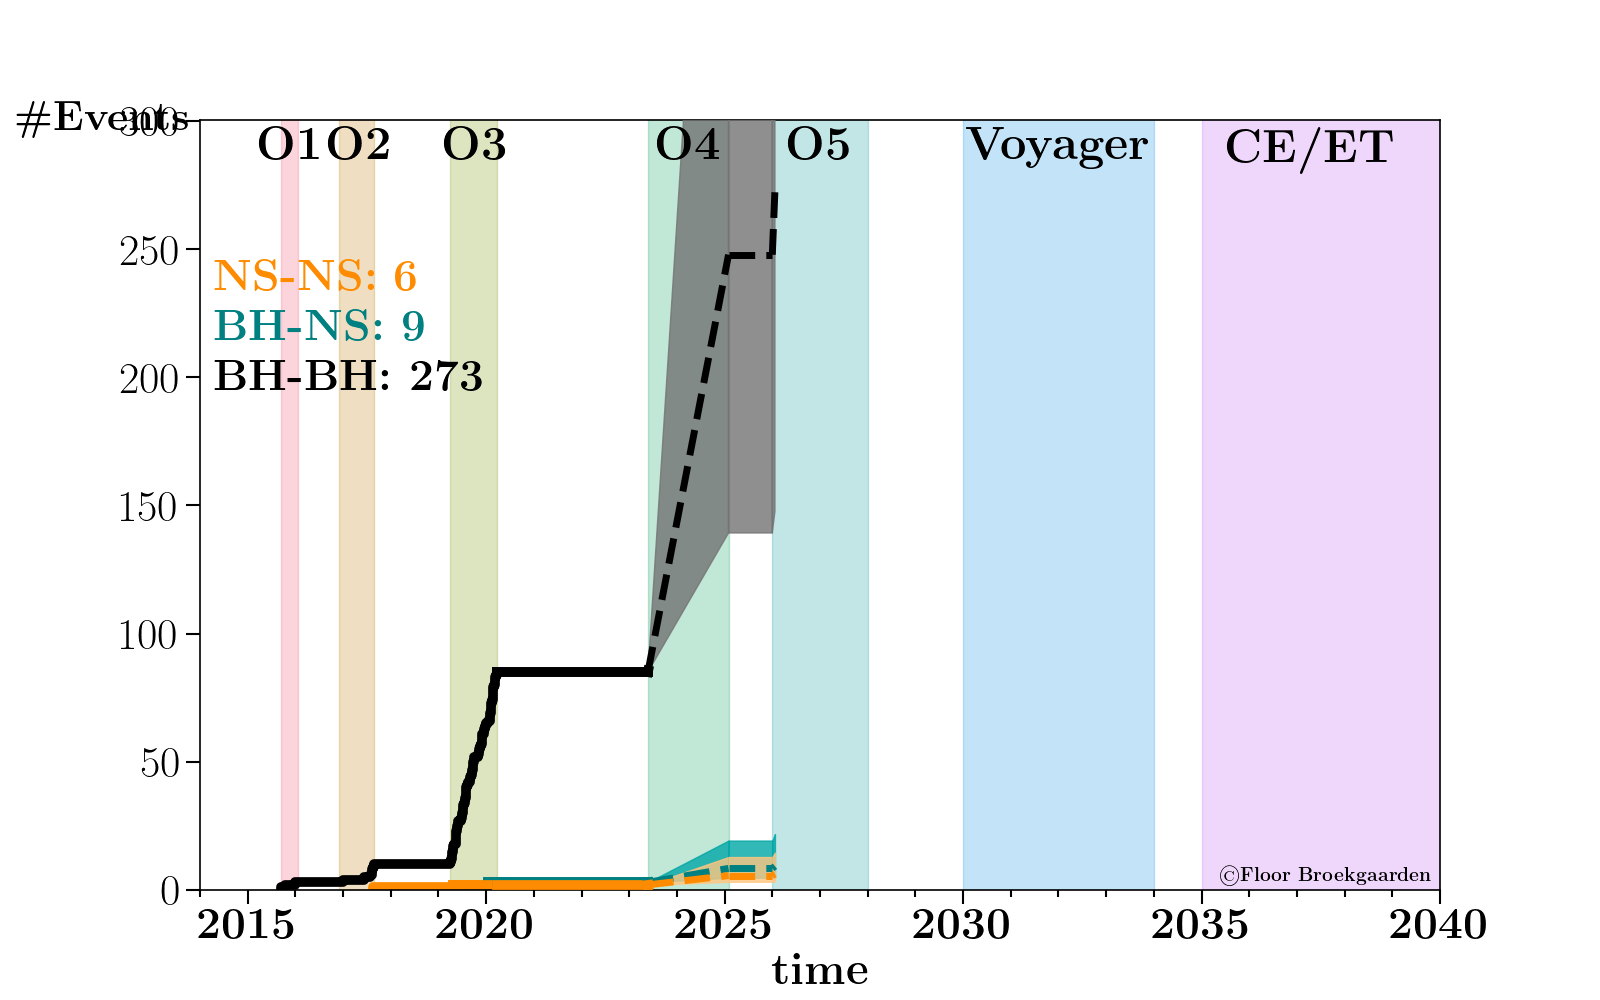 #Events
300
O1 O2 O3 O4 O5 Voyager CE/ET
250
NS-NS: 6
BH-NS: 9
200
BH-BH: 273
150
100
50
0
©Floor Broekgaarden
2015 2020 2025 2030 2035 2040
time